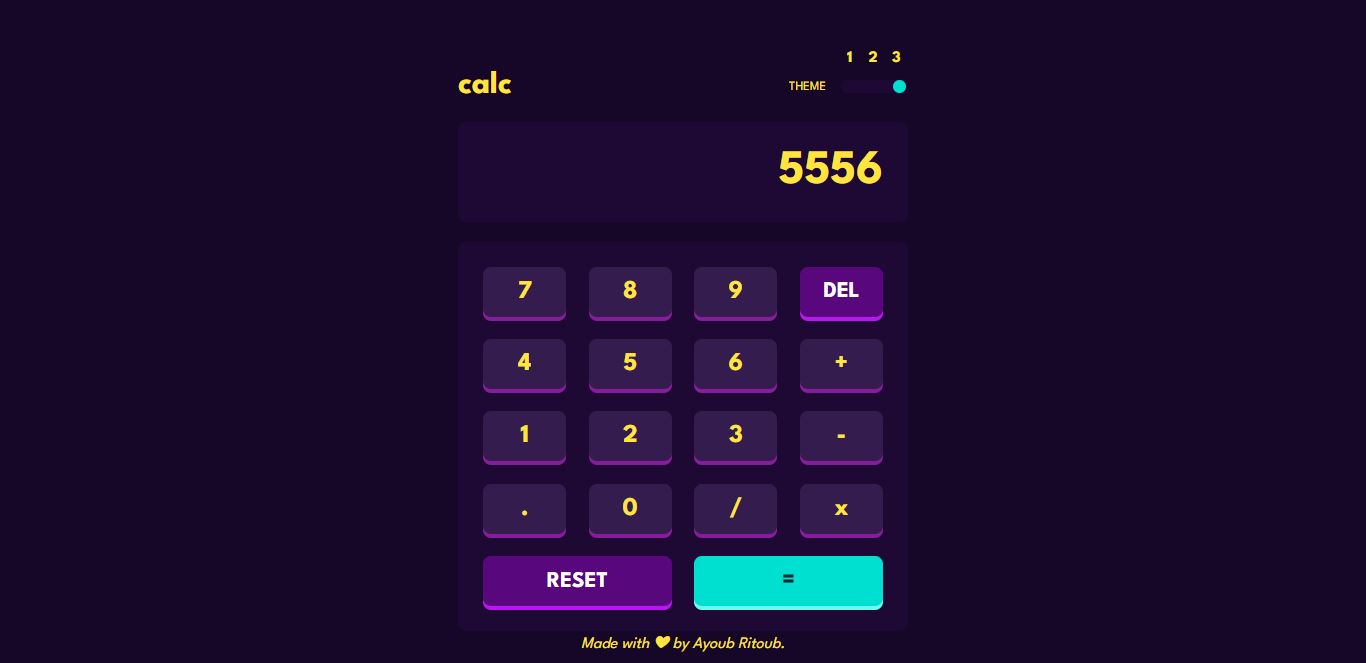 1 2 3
calc THEME
5556
7 8 9 DEL
4 5 6 +
1 2 3 -
. 0 / x
RESET =
Made with ❤ by Ayoub Ritoub.